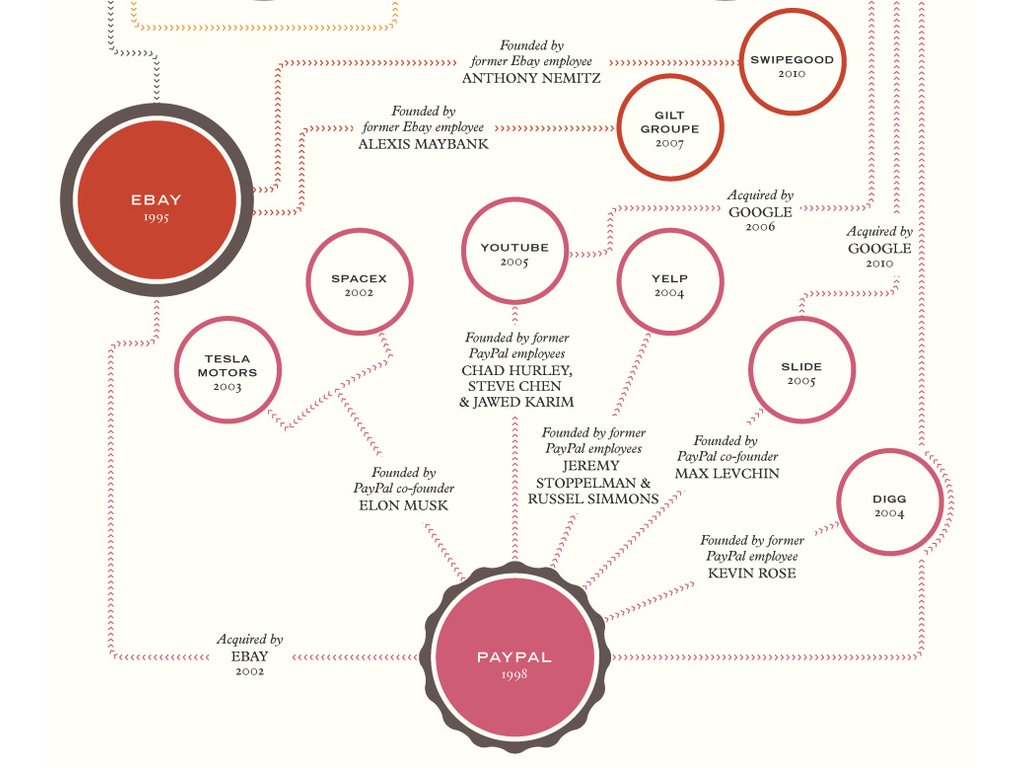 Founded by
former Ebay employee
ANTHONY NEMITZ
SWIPEGOOD
2010
Founded by
former Ebay employee
ALEXIS MAYBANK
GILT
GROUPE
2007
EBAY
1995
Acquired by
GOOGLE
2006
Acquired by
GOOGLE
2010
YOUTUBE
2005
SPACEX
2002
YELP
2004
TESLA
MOTORS
2003
SLIDE
2005
Founded by former
PayPal employees
CHAD HURLEY,
STEVE CHEN
& JAWED KARIM
Founded by former
PayPal employees
JEREMY
STOPPELMAN &
RUSSEL SIMMONS
Founded by
PayPal co-founder
MAX LEVCHIN
Founded by
PayPal co-founder
ELON MUSK
DIGG
2004
Founded by former
PayPal employee
KEVIN ROSE
Acquired by
EBAY
2002
PAYPAL
1998